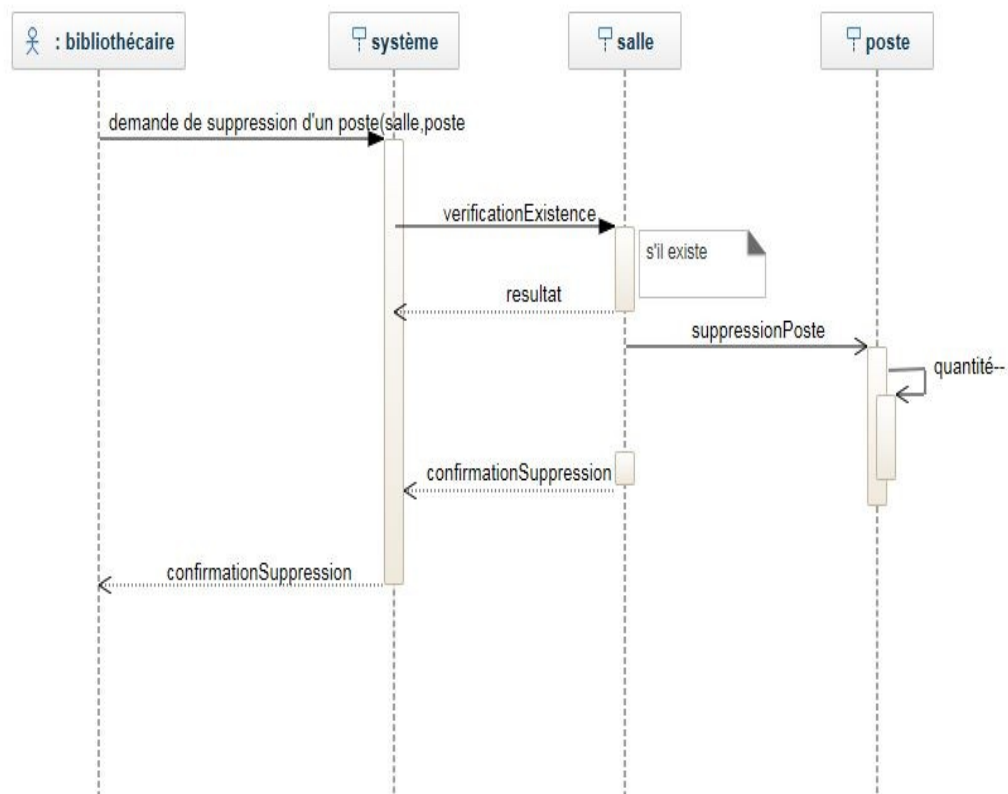 : bibliothécaire
système
salle
poste
demande de suppression d'un poste(salle,poste
verificationExistence
s'il existe
resultat
suppressionPoste
quantité--
confirmationSuppression
confirmationSuppression